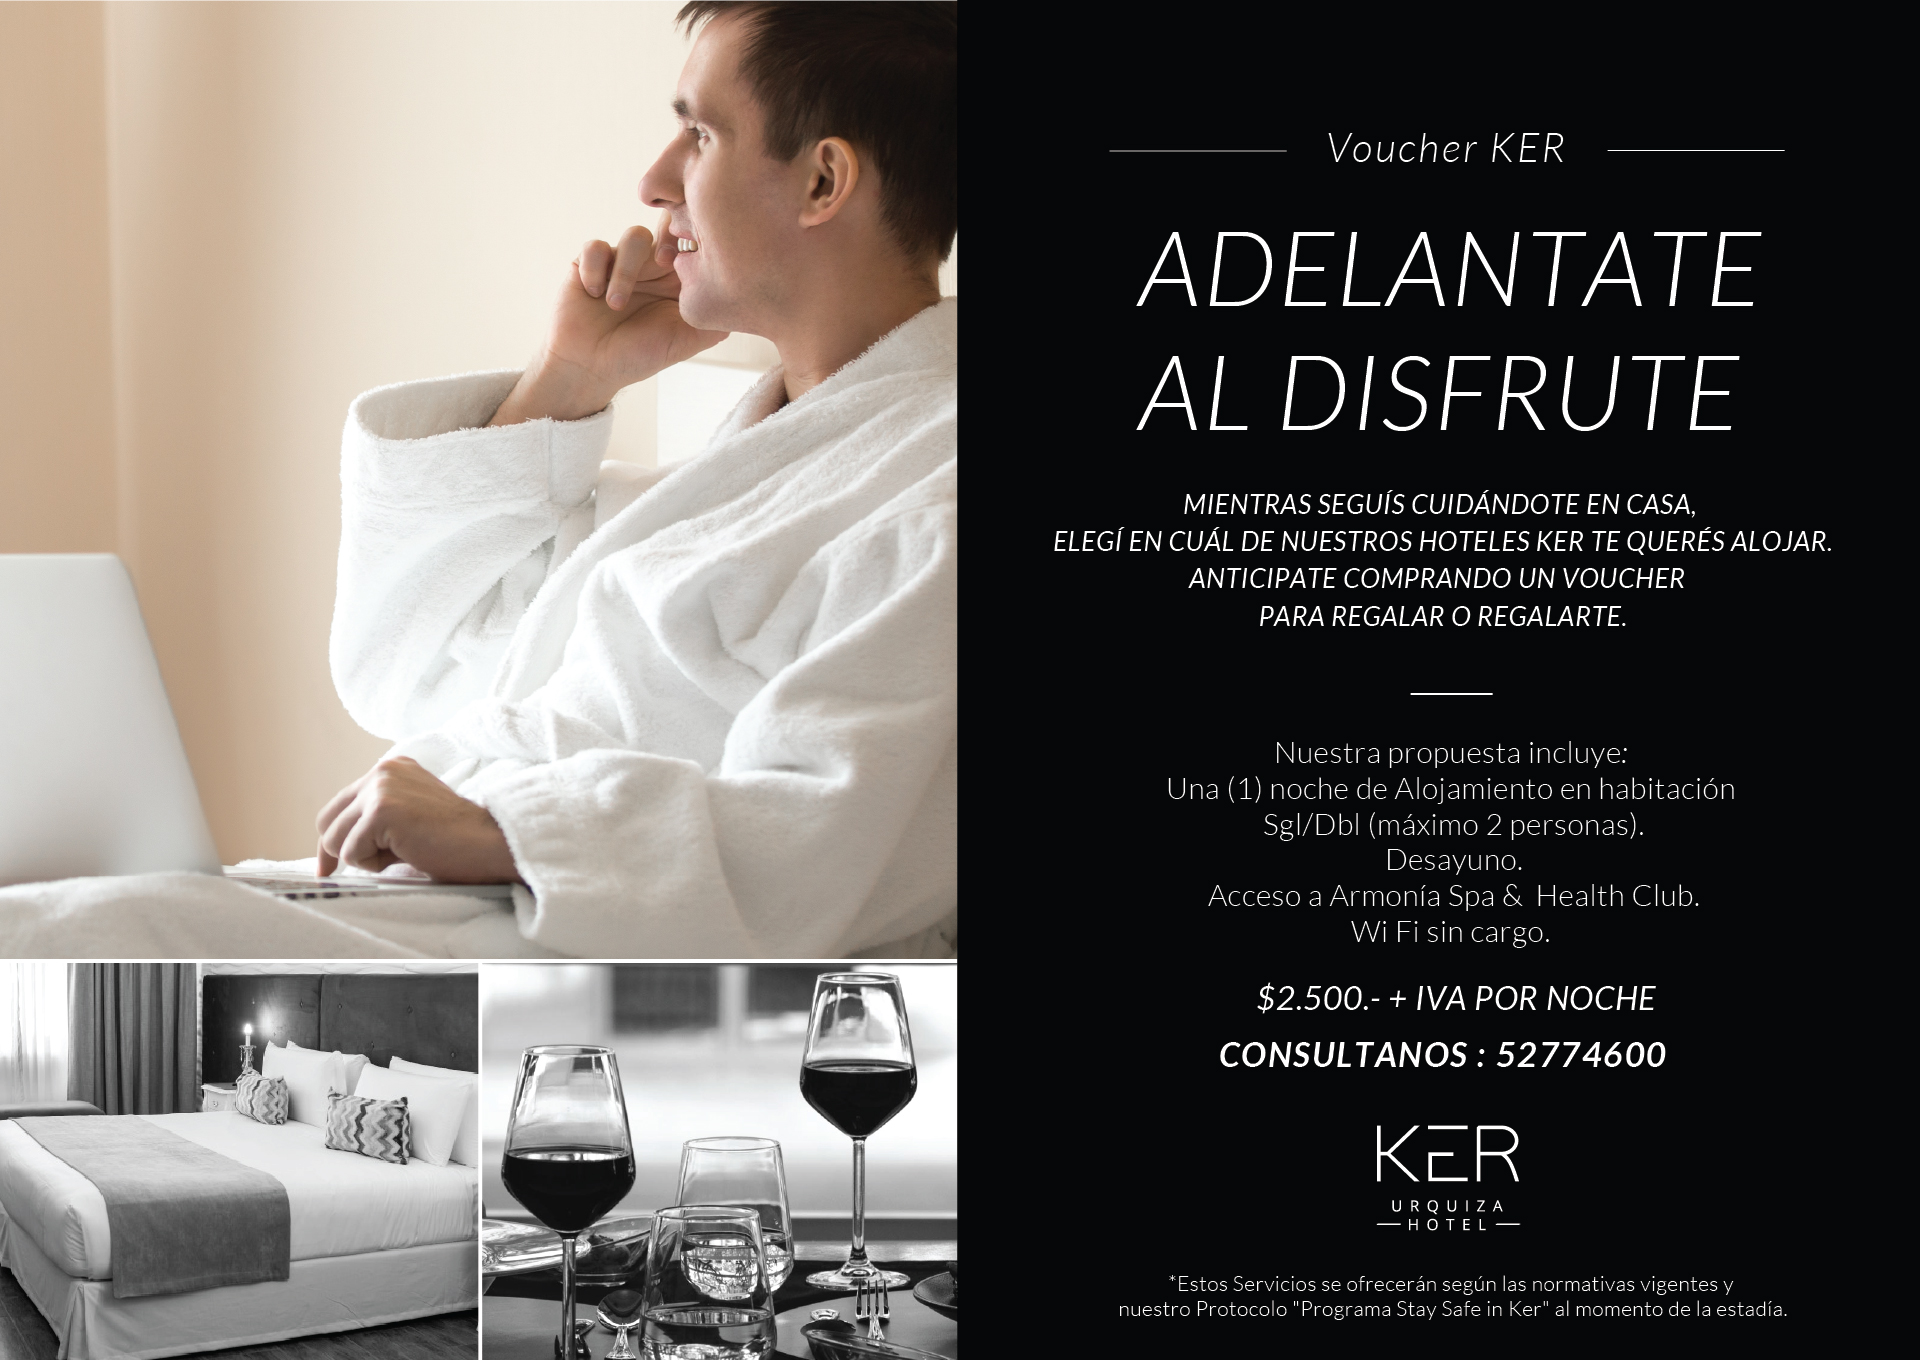 Voucher KER
ADELANTATE
AL DISFRUTE
MIENTRAS SEGUÍS CUIDÁNDOTE EN CASA,
ELEGÍ EN CUÁL DE NUESTROS HOTELES KER TE QUERÉS ALOJAR.
ANTICIPATE COMPRANDO UN VOUCHER
PARA REGALAR O REGALARTE.
Nuestra propuesta incluye:
Una (1) noche de Alojamiento en habitación
Sgl/Dbl (máximo 2 personas).
Desayuno.
Acceso a Armonía Spa & Health Club.
Wi Fi sin cargo.
$2.500.- + IVA POR NOCHE
CONSULTANOS : 52774600
KER
URQUIZA
HOTEL
*Estos Servicios se ofrecerán según las normativas vigentes y
nuestro Protocolo "Programa Stay Safe in Ker" al momento de la estadía.